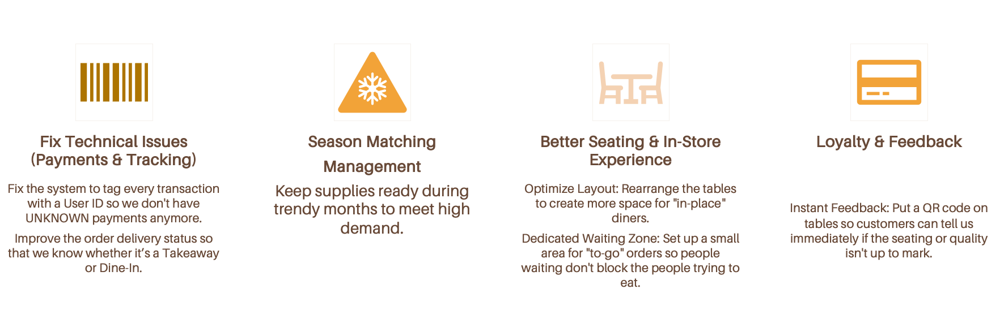 Fix Technical Issues
(Payments & Tracking)
Fix the system to tag every transaction
with a User ID so we don't have
UNKNOWN payments anymore.
Improve the order delivery status so
that we know whether it’s a Takeaway
or Dine-In.
Season Matching
Management
Keep supplies ready during
trendy months to meet high
demand.
Better Seating & In-Store
Experience
Optimize Layout: Rearrange the tables
to create more space for "in-place"
diners.
Dedicated Waiting Zone: Set up a small
area for "to-go" orders so people
waiting don't block the people trying to
eat.
Loyalty & Feedback
Instant Feedback: Put a QR code on
tables so customers can tell us
immediately if the seating or quality
isn't up to mark.